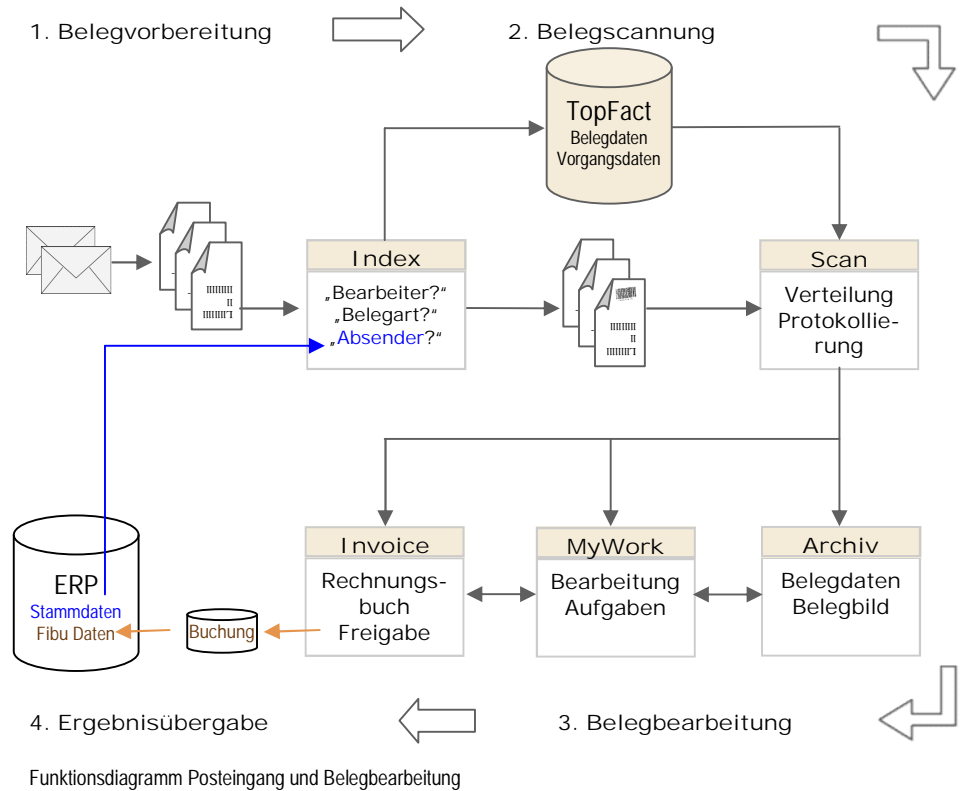 1. Belegvorbereitung
2. Belegscannung
TopFact
Belegdaten
Vorgangsdaten
Index
„Bearbeiter?“
„Belegart?“
„Absender?“
Scan
Verteilung
Protokollie-
rung
ERP
Stammdaten
Fibu Daten
Buchung
Invoice
Rechnungs-
buch
Freigabe
MyWork
Bearbeitung
Aufgaben
Archiv
Belegdaten
Belegbild
4. Ergebnisübergabe
3. Belegbearbeitung
Funktionsdiagramm Posteingang und Belegbearbeitung